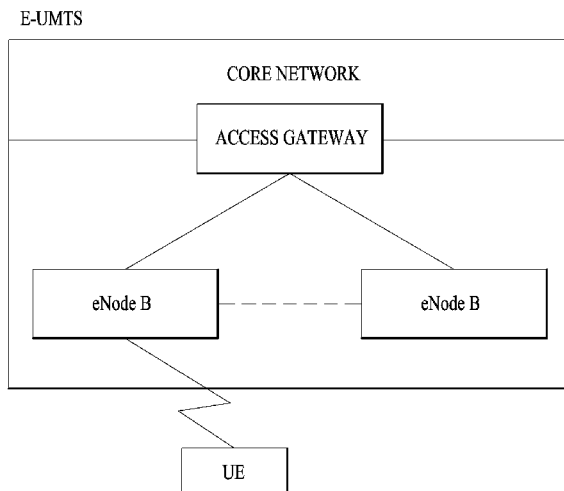 E-UMTS
CORE NETWORK
ACCESS GATEWAY
eNode B
eNode B
UE